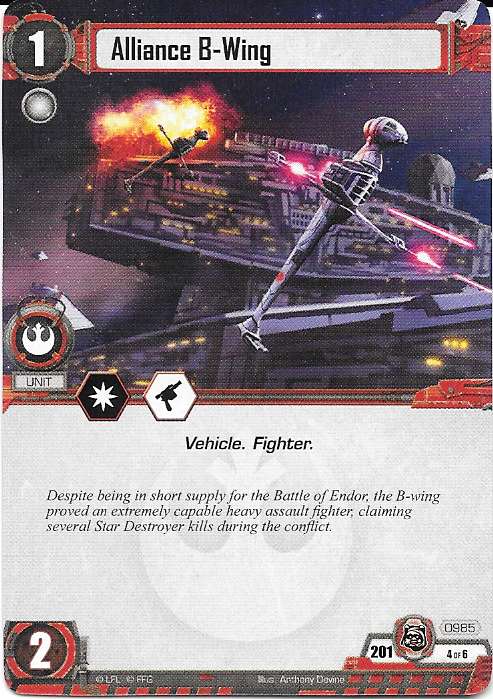 1
Alliance B-Wing
UNIT
Vehicle. Fighter.
Despite being in short supply for the Battle of Endor, the B-wing
proved an extremely capable heavy assault fighter, claiming
several Star Destroyer kills during the conflict.
2
0985
201
4 OF 6
© LFL © FFG
Illus. Anthony Devine